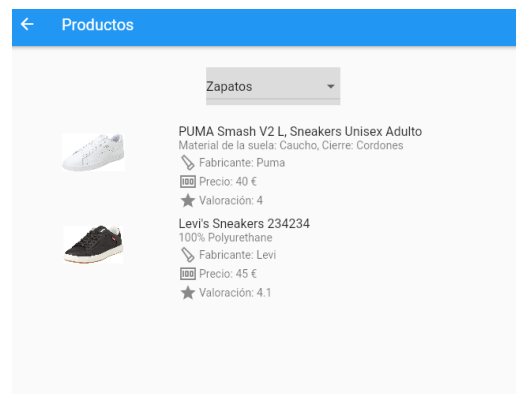 Productos
Zapatos
PUMA Smash V2 L, Sneakers Unisex Adulto
Material de la suela: Caucho, Cierre: Cordones
Fabricante: Puma
Precio: 40 €
Valoración: 4
Levi's Sneakers 234234
100% Polyurethane
Fabricante: Levi
Precio: 45 €
Valoración: 4.1